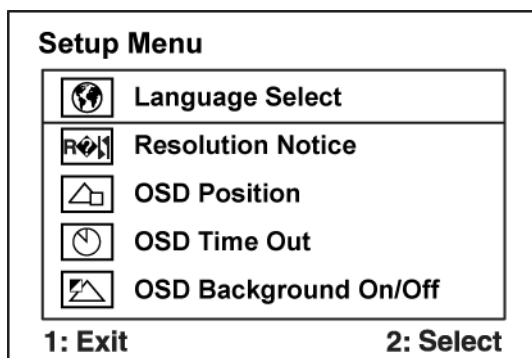 Setup Menu
Language Select
Resolution Notice
OSD Position
OSD Time Out
OSD Background On/Off
1: Exit
2: Select